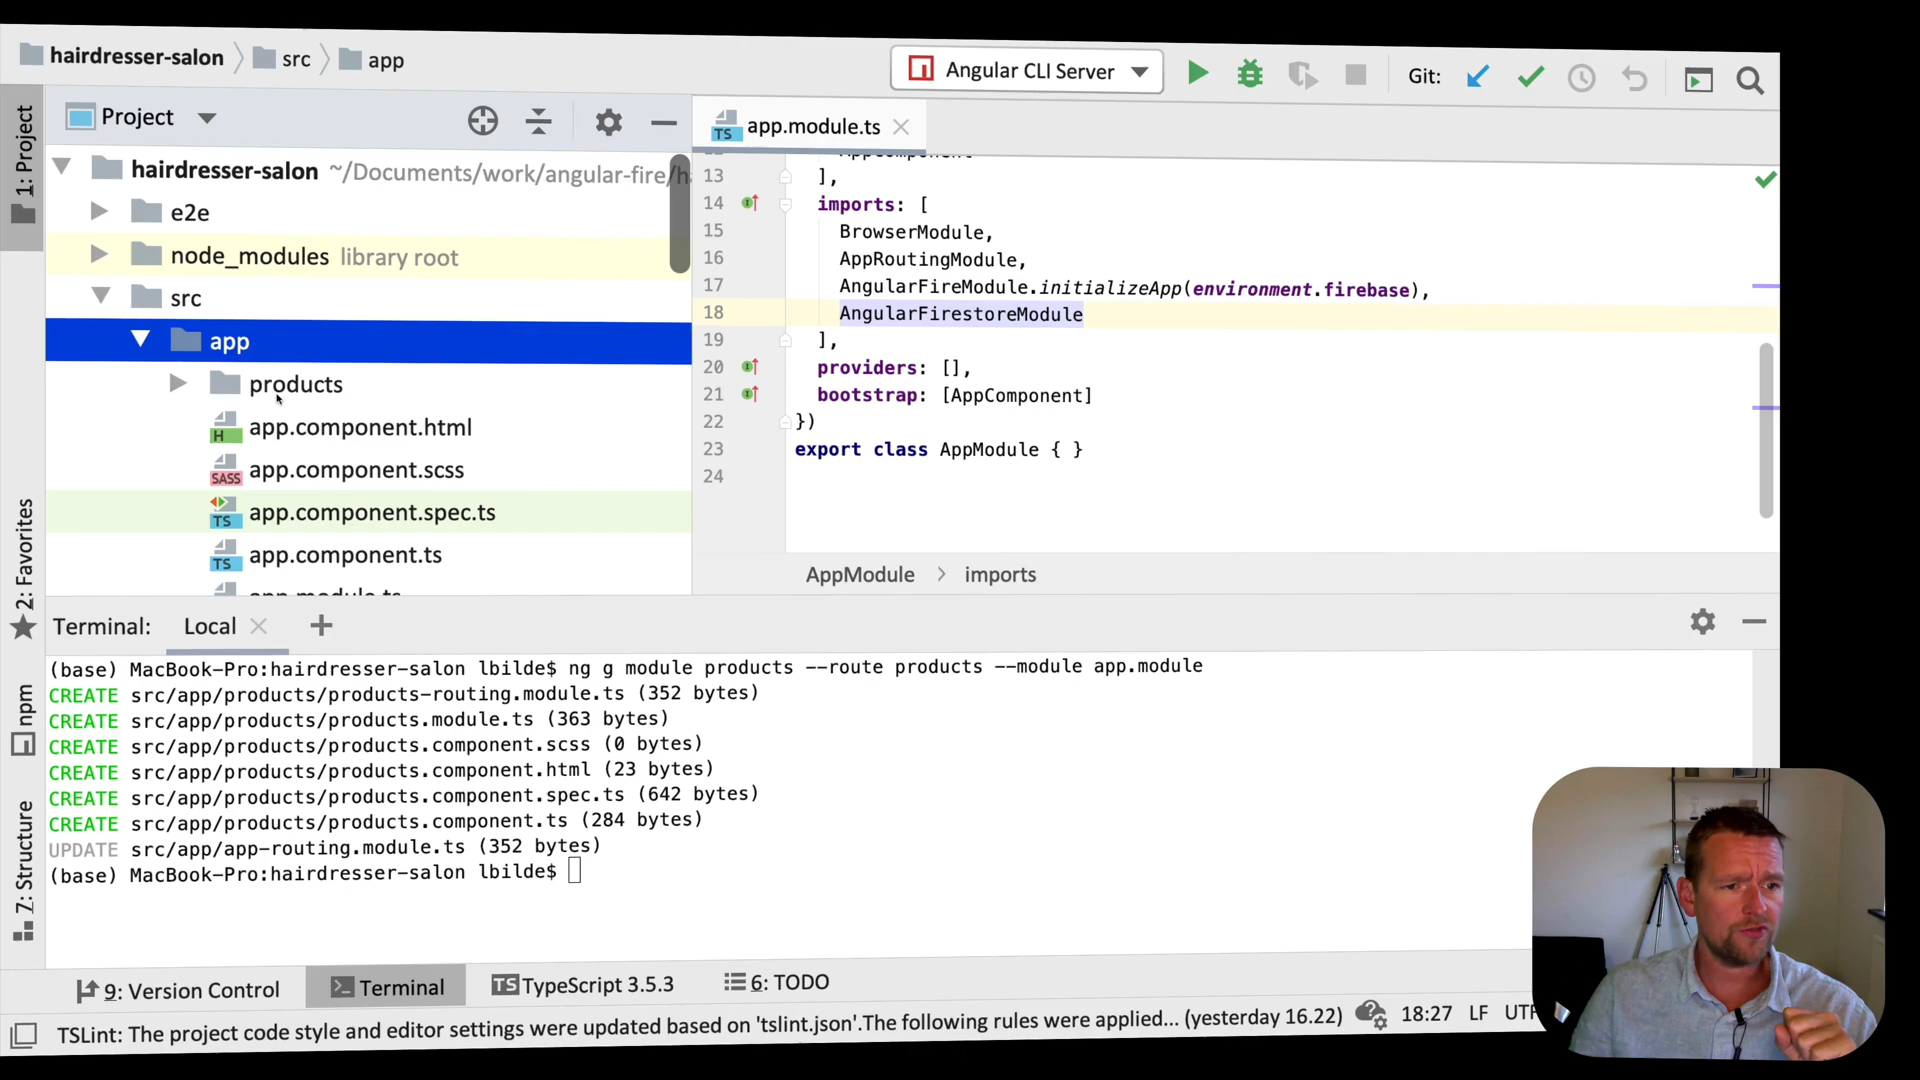 hairdresser-salon
src
app
Angular CLI Server
Git:
1: Project
Project
app.module.ts
hairdresser-salon ~/Documents/work/angular-fire/h
e2e
node_modules library root
src
app
products
app.component.html
app.component.scss
app.component.spec.ts
app.component.ts
app.module.ts
H
SASS
TS
TS
TS
AppComponent
13 ],
14 imports: [
15 BrowserModule,
16 AppRoutingModule,
17 AngularFireModule.initializeApp(environment.firebase),
18 AngularFirestoreModule
19 ],
20 providers: [],
21 bootstrap: [AppComponent]
22 })
23 export class AppModule { }
24
AppModule > imports
2: Favorites
npm
7: Structure
Terminal:
Local
(base) MacBook-Pro:hairdresser-salon lbilde$ ng g module products --route products --module app.module
CREATE src/app/products/products-routing.module.ts (352 bytes)
CREATE src/app/products/products.module.ts (363 bytes)
CREATE src/app/products/products.component.scss (0 bytes)
CREATE src/app/products/products.component.html (23 bytes)
CREATE src/app/products/products.component.spec.ts (642 bytes)
CREATE src/app/products/products.component.ts (284 bytes)
UPDATE src/app/app-routing.module.ts (352 bytes)
(base) MacBook-Pro:hairdresser-salon lbilde$
9: Version Control
Terminal
TS TypeScript 3.5.3
6: TODO
TSLint: The project code style and editor settings were updated based on 'tslint.json'.The following rules were applied... (yesterday 16.22)
18:27 LF UTF